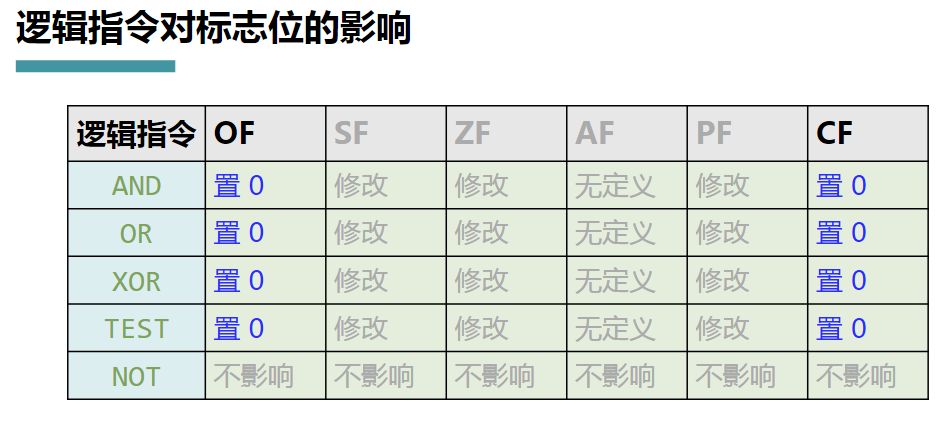 逻辑指令对标志位的影响
逻辑指令 OF SF ZF AF PF CF
AND 置 0 修改 修改 无定义 修改 置 0
OR 置 0 修改 修改 无定义 修改 置 0
XOR 置 0 修改 修改 无定义 修改 置 0
TEST 置 0 修改 修改 无定义 修改 置 0
NOT 不影响 不影响 不影响 不影响 不影响 不影响